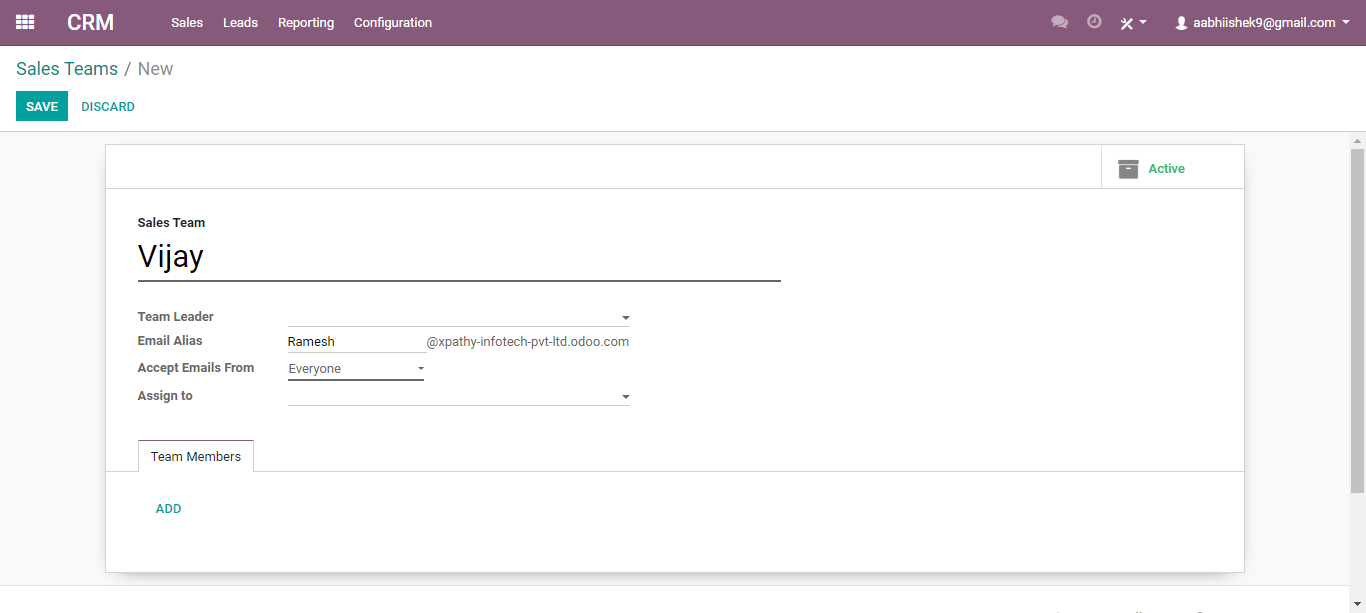 CRM Sales Leads Reporting Configuration aabhiishek9@gmail.com
Sales Teams / New
SAVE DISCARD
Active
Sales Team
Vijay
Team Leader
Email Alias Ramesh @xpathy-infotech-pvt-ltd.odoo.com
Accept Emails From Everyone
Assign to
Team Members
ADD